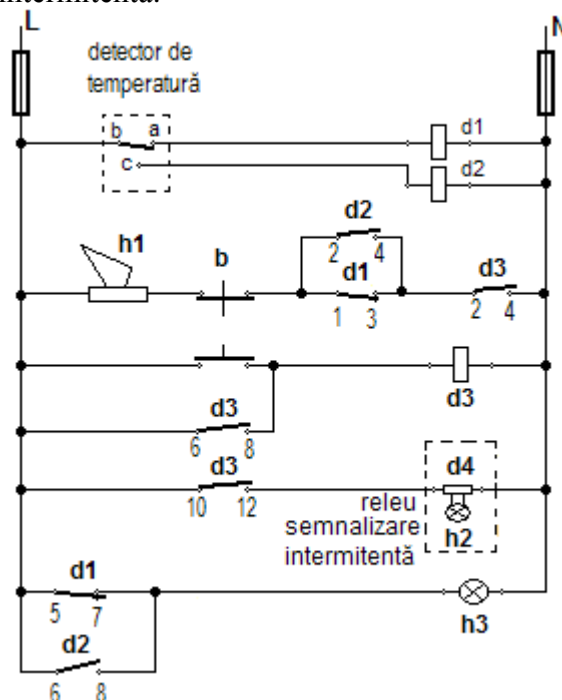 intermitentă.
L N
detector de
temperatură
b a
c
d1
d2
h1
b
d2
2 4
d1
1 3
d3
2 4
d3
d3
6 8
d3
10 12
d4
h2
releu
semnalizare
intermitentă
d1
5 7
h3
d2
6 8